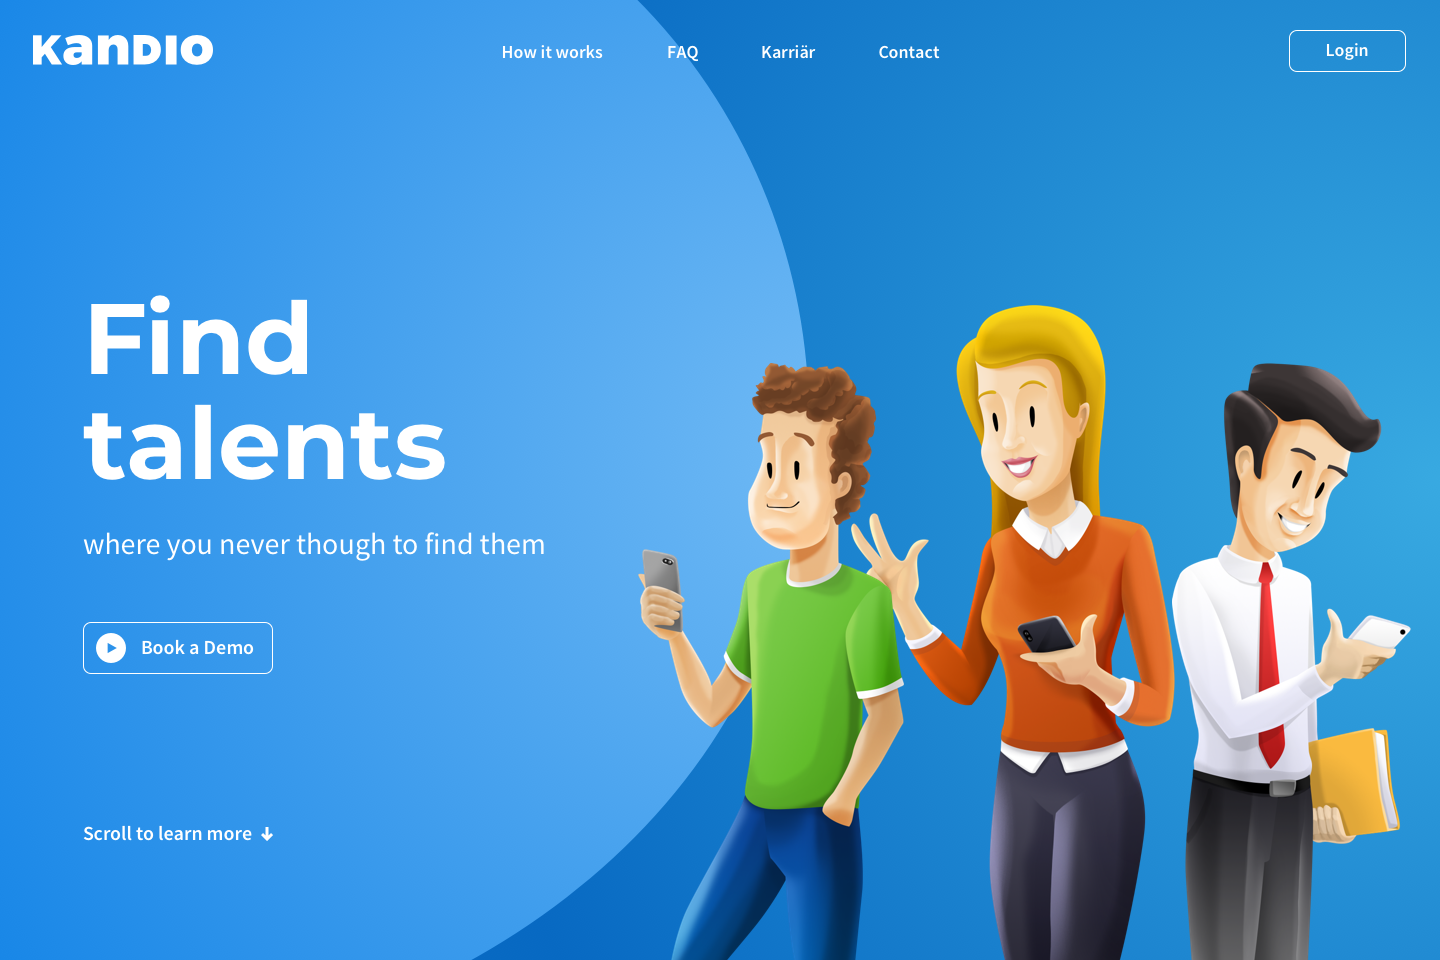 KANDIO
How it works
FAQ
Karriär
Contact
Login
Find
talents
where you never though to find them
Book a Demo
Scroll to learn more